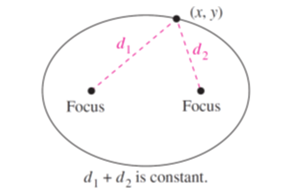 (x, y)
d₁
d₂
Focus
Focus
d₁ + d₂ is constant.